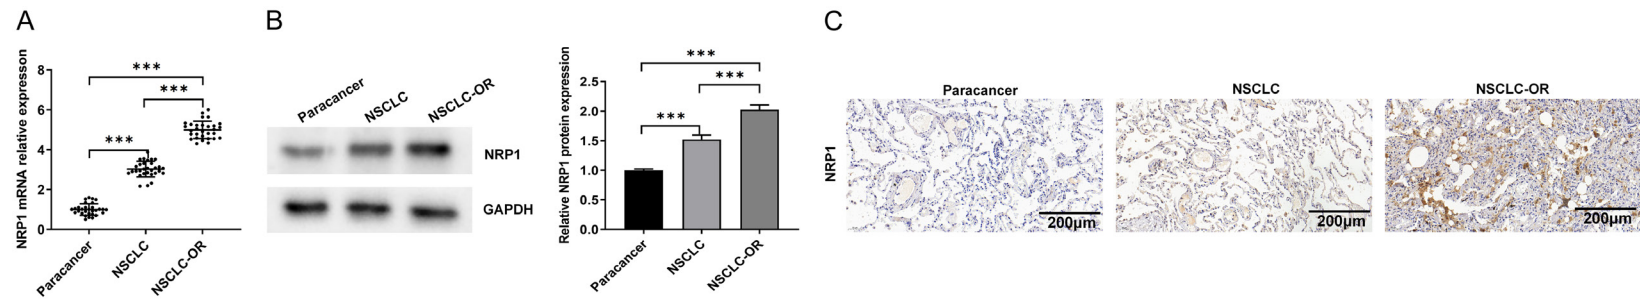 A
NRP1 mRNA relative expresson
8
6
4
2
0
***
***
***
Paracancer
NSCLC
NSCLC-OR
B
Paracancer
NSCLC
NSCLC-OR
NRP1
GAPDH
Relative NRP1 protein expression
2.5
2.0
1.5
1.0
0.5
0.0
***
***
***
Paracancer
NSCLC
NSCLC-OR
C
Paracancer
NSCLC
NSCLC-OR
NRP1
200μm
200μm
200μm